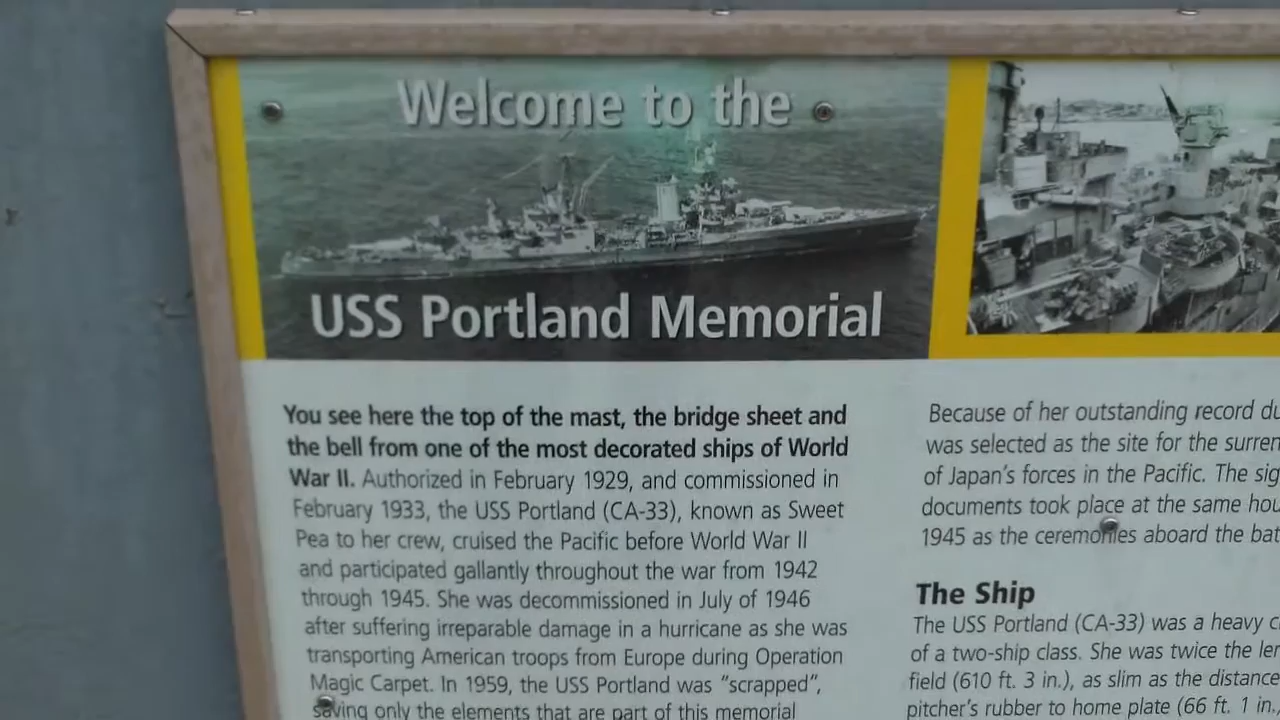 Welcome to the
USS Portland Memorial
You see here the top of the mast, the bridge sheet and
the bell from one of the most decorated ships of World
War II. Authorized in February 1929, and commissioned in
February 1933, the USS Portland (CA-33), known as Sweet
Pea to her crew, cruised the Pacific before World War II
and participated gallantly throughout the war from 1942
through 1945. She was decommissioned in July of 1946
after suffering irreparable damage in a hurricane as she was
transporting American troops from Europe during Operation
Magic Carpet. In 1959, the USS Portland was “scrapped”,
saving only the elements that are part of this memorial
Because of her outstanding record
was selected as the site for the
of Japan's forces in the Pacific. The
documents took place at the same
1945 as the ceremonies aboard the
The Ship
The USS Portland (CA-33) was a heavy
of a two-ship class. She was twice the
field (610 ft. 3 in.), as slim as the distance
pitcher's rubber to home plate (66 ft. 1 in.